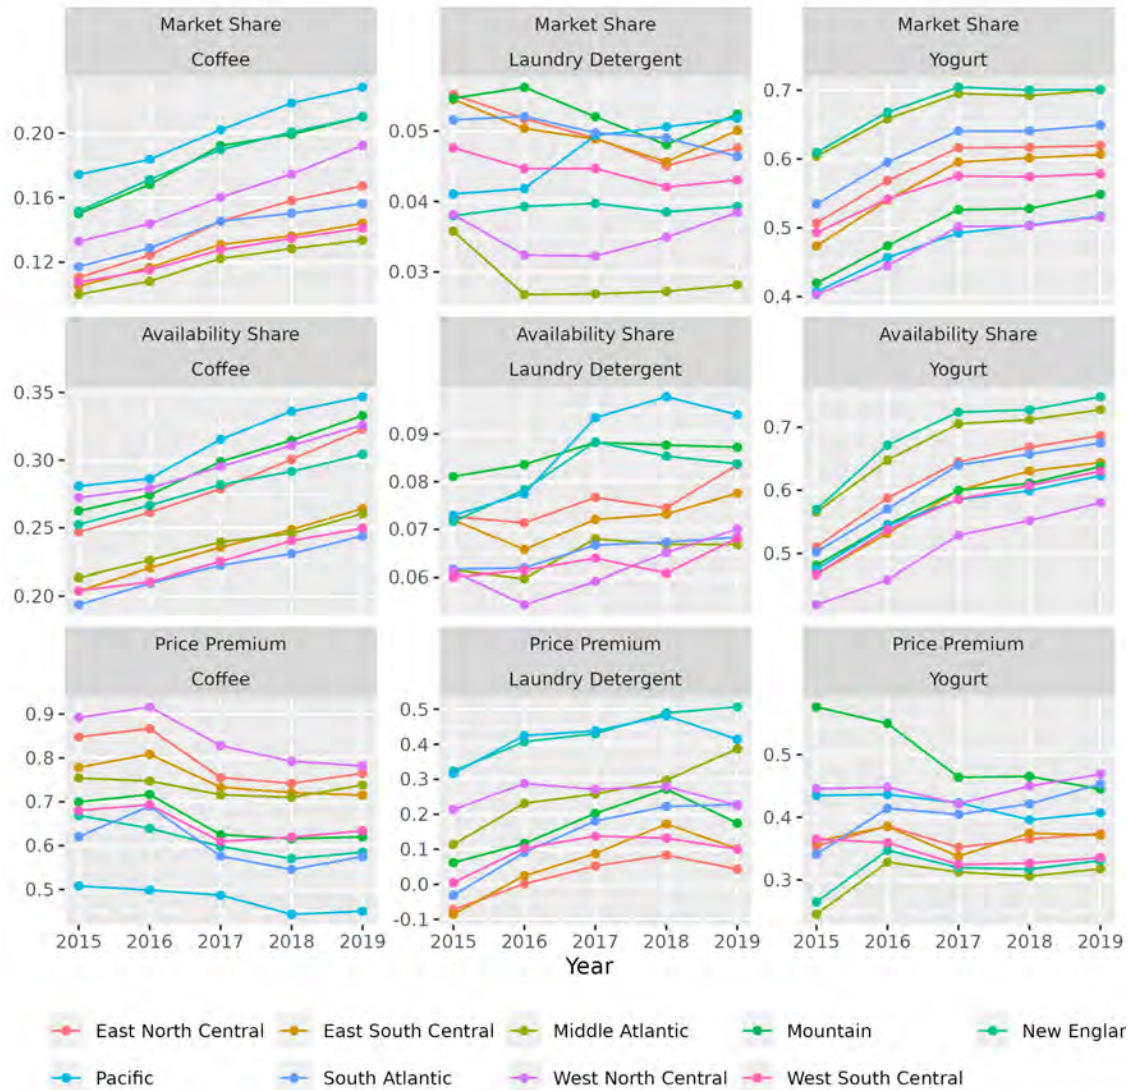 Market Share
Coffee
Market Share
Laundry Detergent
Market Share
Yogurt
0.20
0.16
0.12
0.05
0.04
0.03
0.7
0.6
0.5
0.4
Availability Share
Coffee
Availability Share
Laundry Detergent
Availability Share
Yogurt
0.35
0.30
0.25
0.20
0.09
0.08
0.07
0.06
0.7
0.6
0.5
Price Premium
Coffee
Price Premium
Laundry Detergent
Price Premium
Yogurt
0.9
0.8
0.7
0.6
0.5
0.5
0.4
0.3
0.2
0.1
0.0
-0.1
0.5
0.4
0.3
2015 2016 2017 2018 2019
2015 2016 2017 2018 2019
2015 2016 2017 2018 2019
Year
East North Central East South Central Middle Atlantic Mountain New Englan
Pacific South Atlantic West North Central West South Central